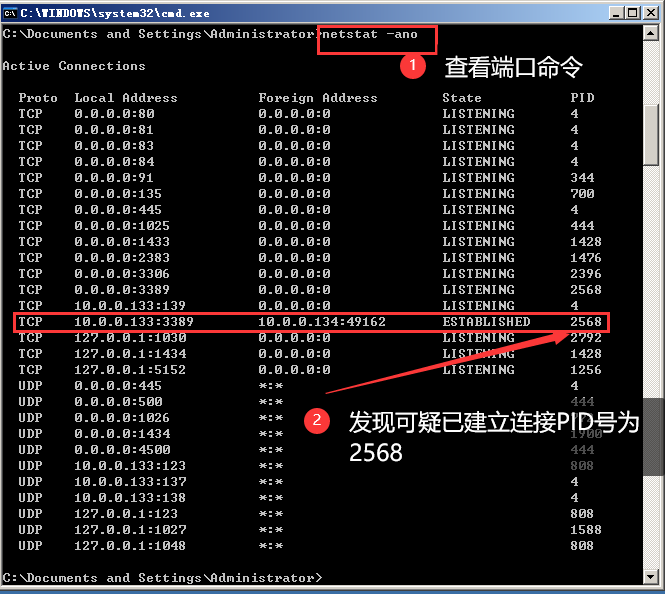 C:\WINDOWS\system32\cmd.exe
C:\Documents and Settings\Administrator>netstat -ano
1 查看端口命令
Active Connections
Proto Local Address Foreign Address State PID
TCP 0.0.0.0:80 0.0.0.0:0 LISTENING 4
TCP 0.0.0.0:81 0.0.0.0:0 LISTENING 4
TCP 0.0.0.0:83 0.0.0.0:0 LISTENING 4
TCP 0.0.0.0:84 0.0.0.0:0 LISTENING 4
TCP 0.0.0.0:91 0.0.0.0:0 LISTENING 344
TCP 0.0.0.0:135 0.0.0.0:0 LISTENING 700
TCP 0.0.0.0:445 0.0.0.0:0 LISTENING 4
TCP 0.0.0.0:1025 0.0.0.0:0 LISTENING 444
TCP 0.0.0.0:1433 0.0.0.0:0 LISTENING 1428
TCP 0.0.0.0:2383 0.0.0.0:0 LISTENING 1476
TCP 0.0.0.0:3306 0.0.0.0:0 LISTENING 2396
TCP 0.0.0.0:3389 0.0.0.0:0 LISTENING 2568
TCP 10.0.0.133:139 0.0.0.0:0 LISTENING 4
TCP 10.0.0.133:3389 10.0.0.134:49162 ESTABLISHED 2568
TCP 127.0.0.1:1030 0.0.0.0:0 LISTENING 2792
TCP 127.0.0.1:1434 0.0.0.0:0 LISTENING 1428
TCP 127.0.0.1:5152 0.0.0.0:0 LISTENING 1256
UDP 0.0.0.0:445 *:* 4
UDP 0.0.0.0:500 *:* 444
UDP 0.0.0.0:1026 *:*
2 发现可疑已建立连接PID号为
2568
UDP 0.0.0.0:1434 *:* 1900
UDP 0.0.0.0:4500 *:* 444
UDP 10.0.0.133:123 *:* 808
UDP 10.0.0.133:137 *:* 4
UDP 10.0.0.133:138 *:* 4
UDP 127.0.0.1:123 *:* 808
UDP 127.0.0.1:1027 *:* 1588
UDP 127.0.0.1:1048 *:* 808
C:\Documents and Settings\Administrator>